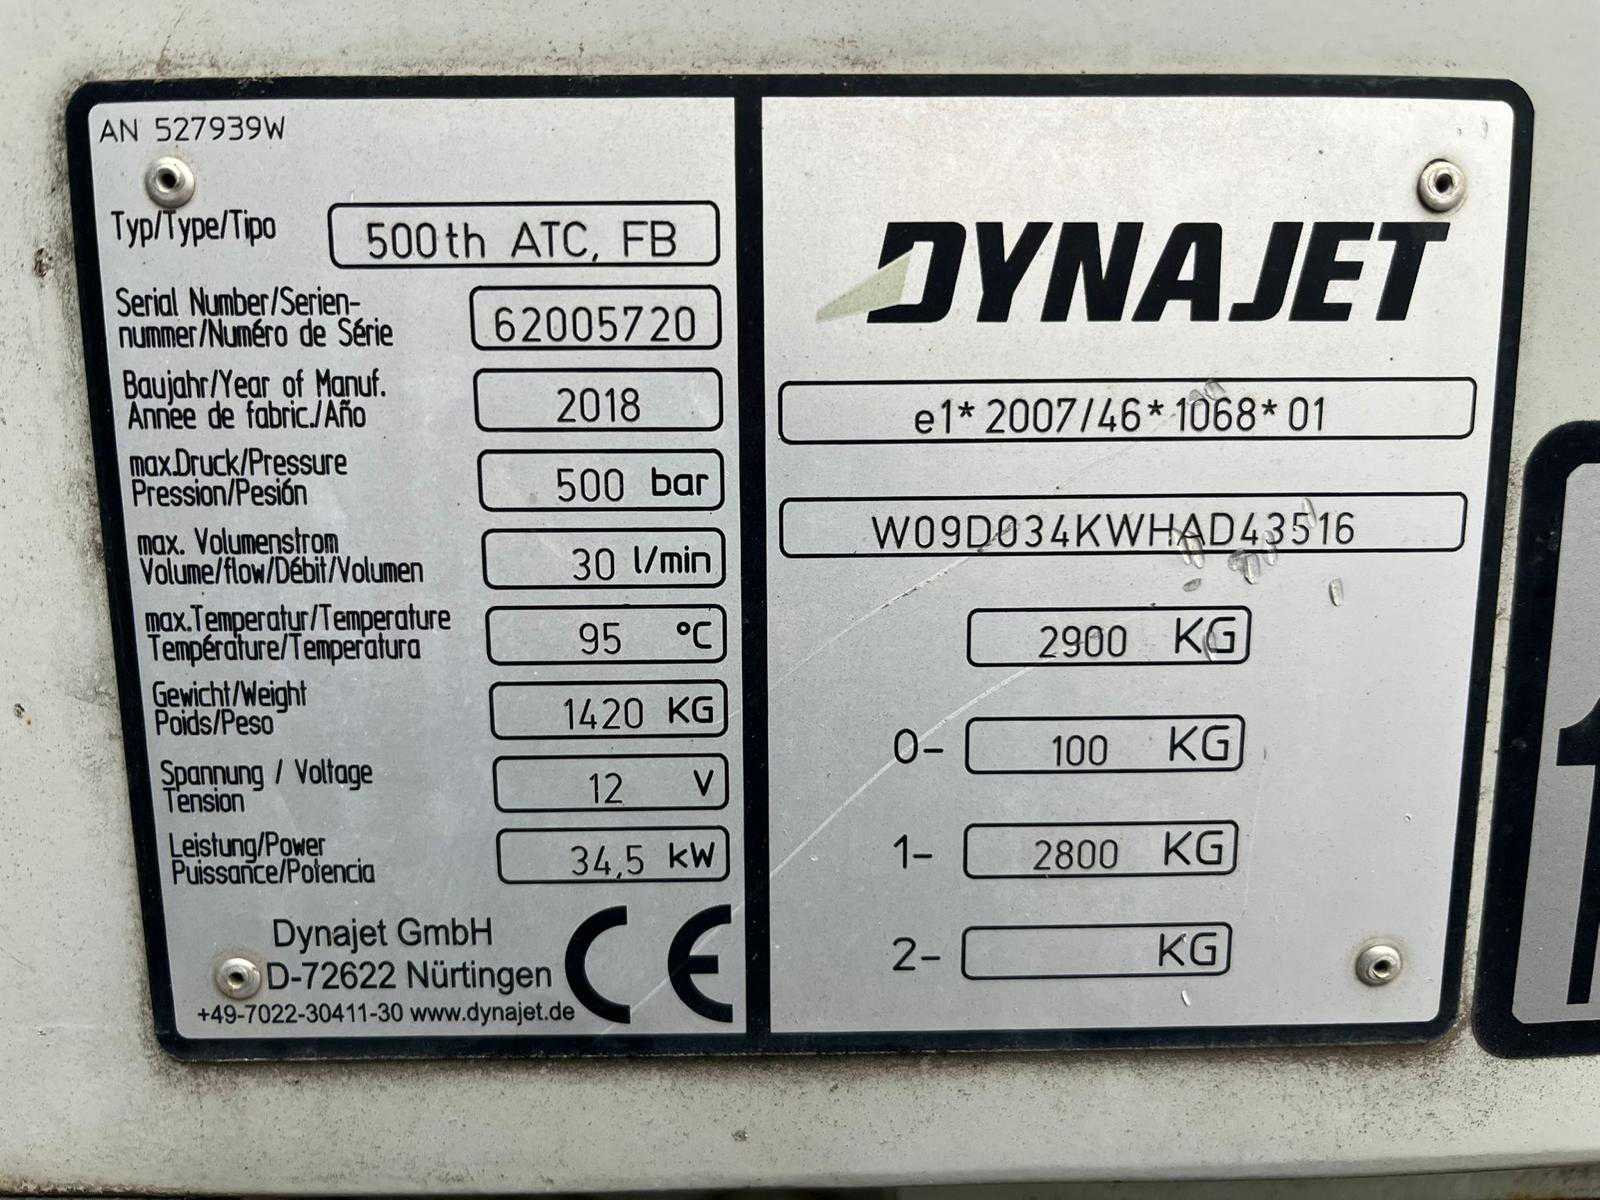 AN 527939W
Typ/Type/Tipo 500th ATC, FB
Serial Number/Serien-
nummer/Numéro de Série 62005720
Baujahr/Year of Manuf.
Annee de fabric./Año 2018
max.Druck/Pressure
Pression/Pesión 500 bar
max. Volumenstrom
Volume/flow/Débit/Volumen 30 l/min
max.Temperatur/Temperature
Température/Temperatura 95 °C
Gewicht/Weight
Poids/Peso 1420 KG
Spannung / Voltage
Tension 12 V
Leistung/Power
Puissance/Potencia 34,5 kW
Dynajet GmbH
D-72622 Nürtingen
+49-7022-30411-30 www.dynajet.de
CE
DYNAJET
e1*2007/46*1068*01
W09D034KWHAD43516
2900 KG
0- 100 KG
1- 2800 KG
2- KG